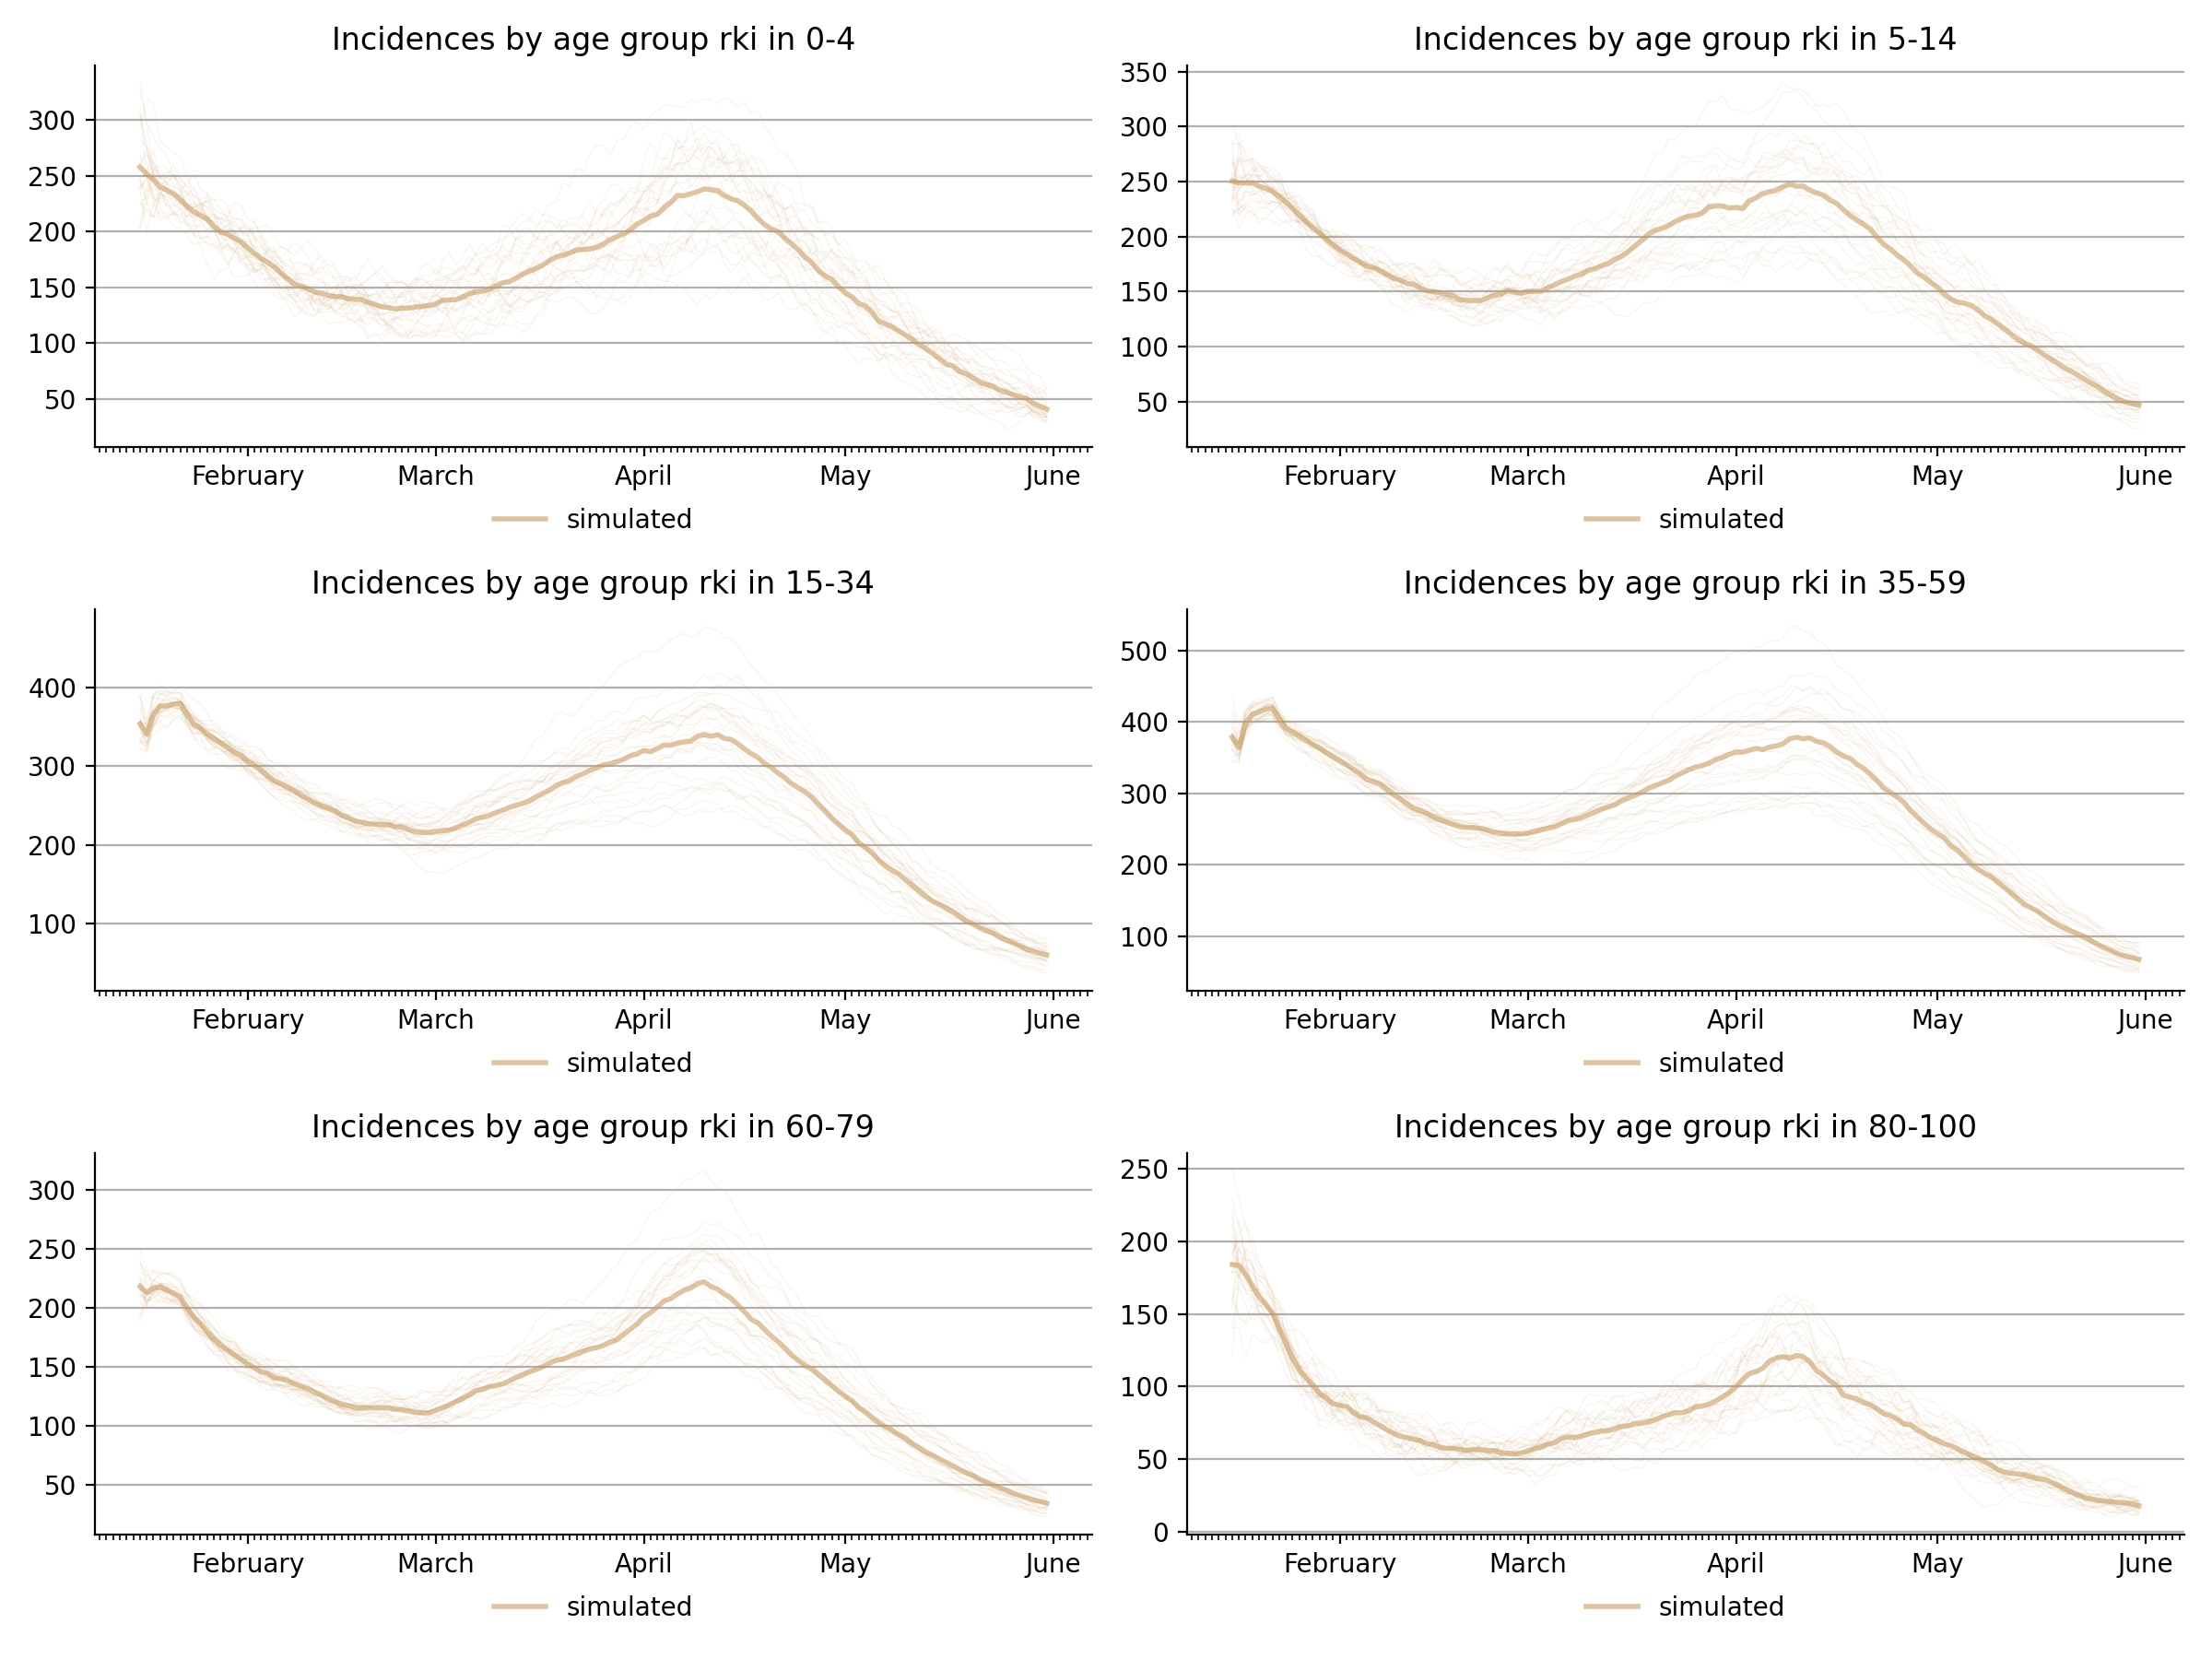 Incidences by age group rki in 0-4
300
250
200
150
100
50
February March April May June
simulated
Incidences by age group rki in 5-14
350
300
250
200
150
100
50
February March April May June
simulated
Incidences by age group rki in 15-34
400
300
200
100
February March April May June
simulated
Incidences by age group rki in 35-59
500
400
300
200
100
February March April May June
simulated
Incidences by age group rki in 60-79
300
250
200
150
100
50
February March April May June
simulated
Incidences by age group rki in 80-100
250
200
150
100
50
0
February March April May June
simulated